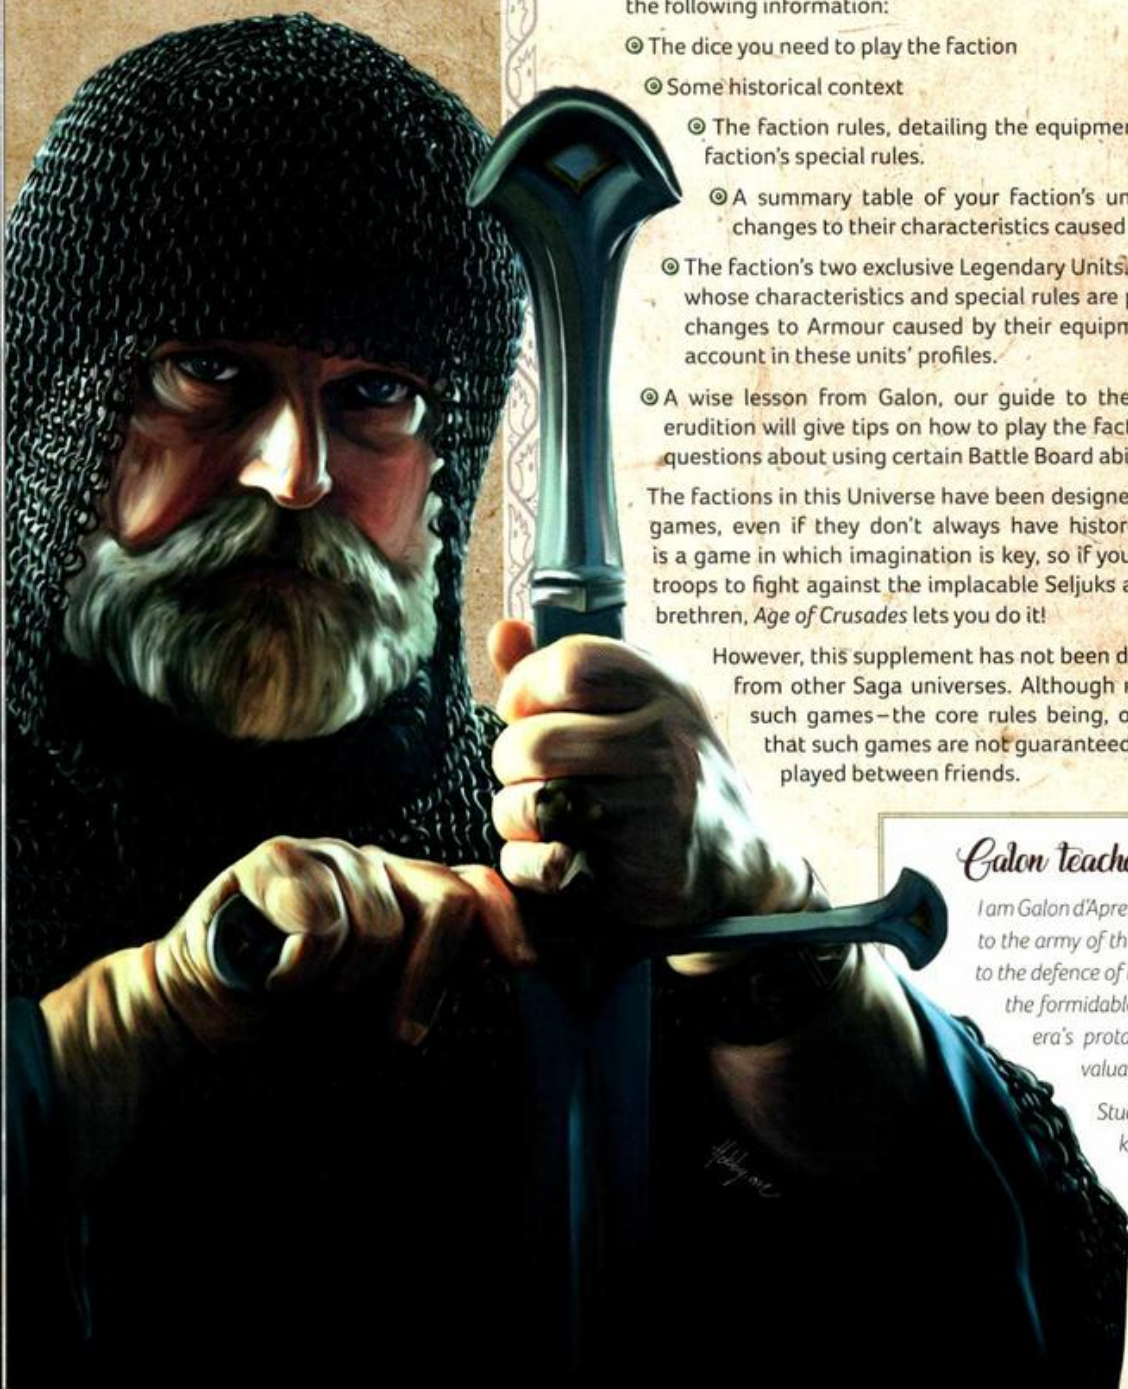 the following information:
The dice you need to play the faction
Some historical context
The faction rules, detailing the equipmen
faction's special rules.
A summary table of your faction's un
changes to their characteristics caused
The faction's two exclusive Legendary Units.
whose characteristics and special rules are p
changes to Armour caused by their equipm
account in these units' profiles.
A wise lesson from Galon, our guide to the
erudition will give tips on how to play the fact
questions about using certain Battle Board abi
The factions in this Universe have been designe
games, even if they don't always have histor
is a game in which imagination is key, so if you
troops to fight against the implacable Seljuks a
brethren, Age of Crusades lets you do it!
However, this supplement has not been d
from other Saga universes. Although
such games–the core rules being, o
that such games are not guaranteed
played between friends.
Galon teache
I am Galon d'Apre
to the army of th
to the defence of
the formidabl
era's prota
valua
Stu
k
Hobbyone